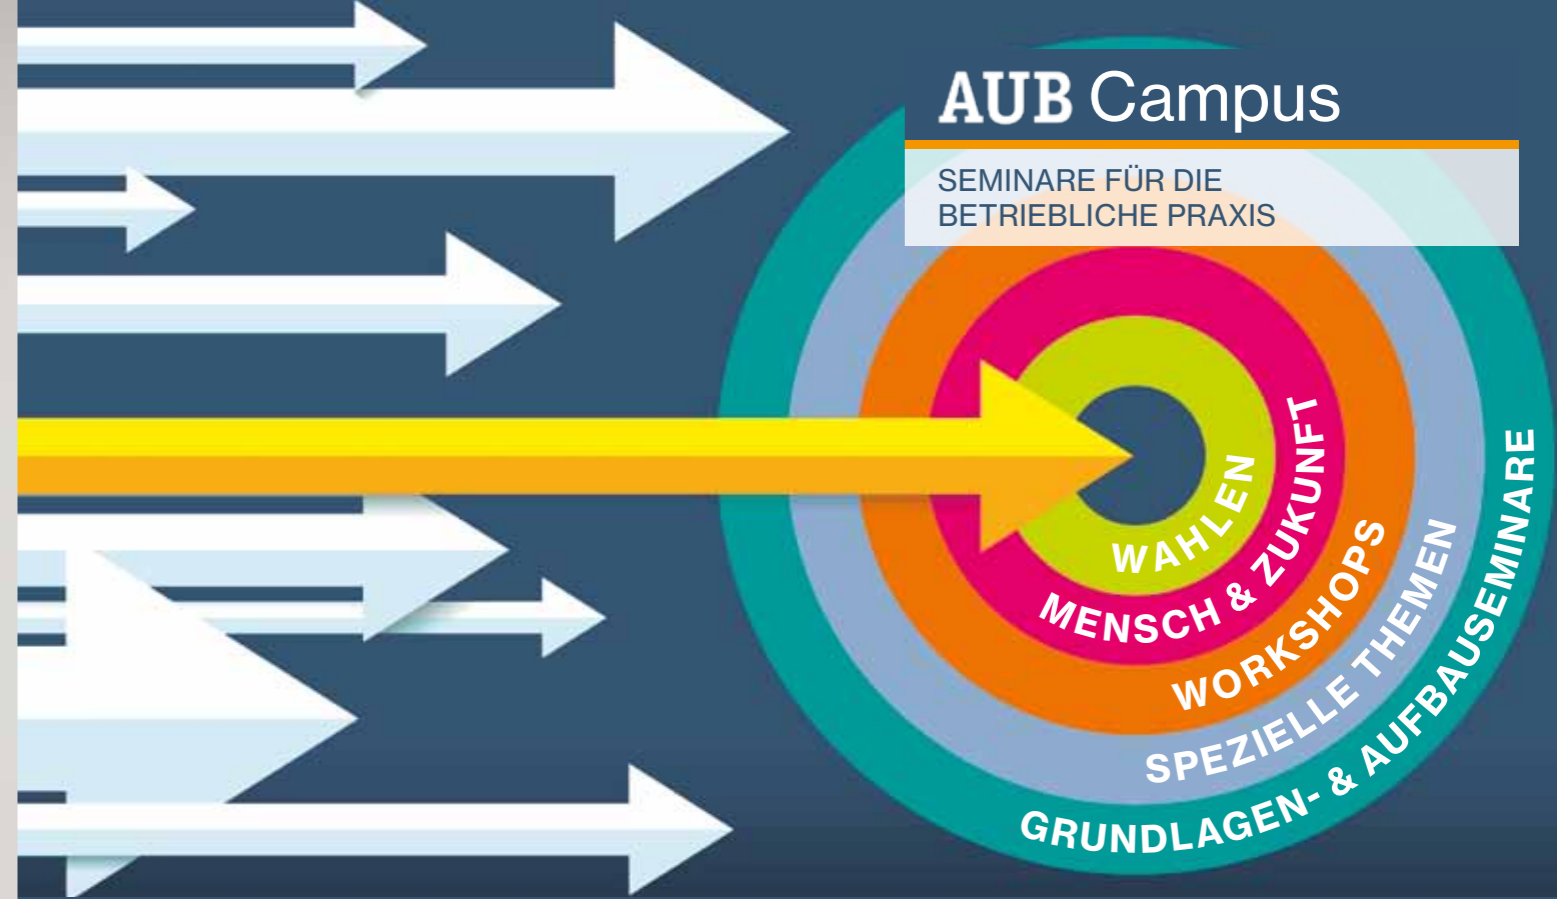 AUB Campus
SEMINARE FÜR DIE
BETRIEBLICHE PRAXIS
WAHLEN
MENSCH & ZUKUNFT
WORKSHOPS
SPEZIELLE THEMEN
GRUNDLAGEN- & AUFBAUSEMINARE